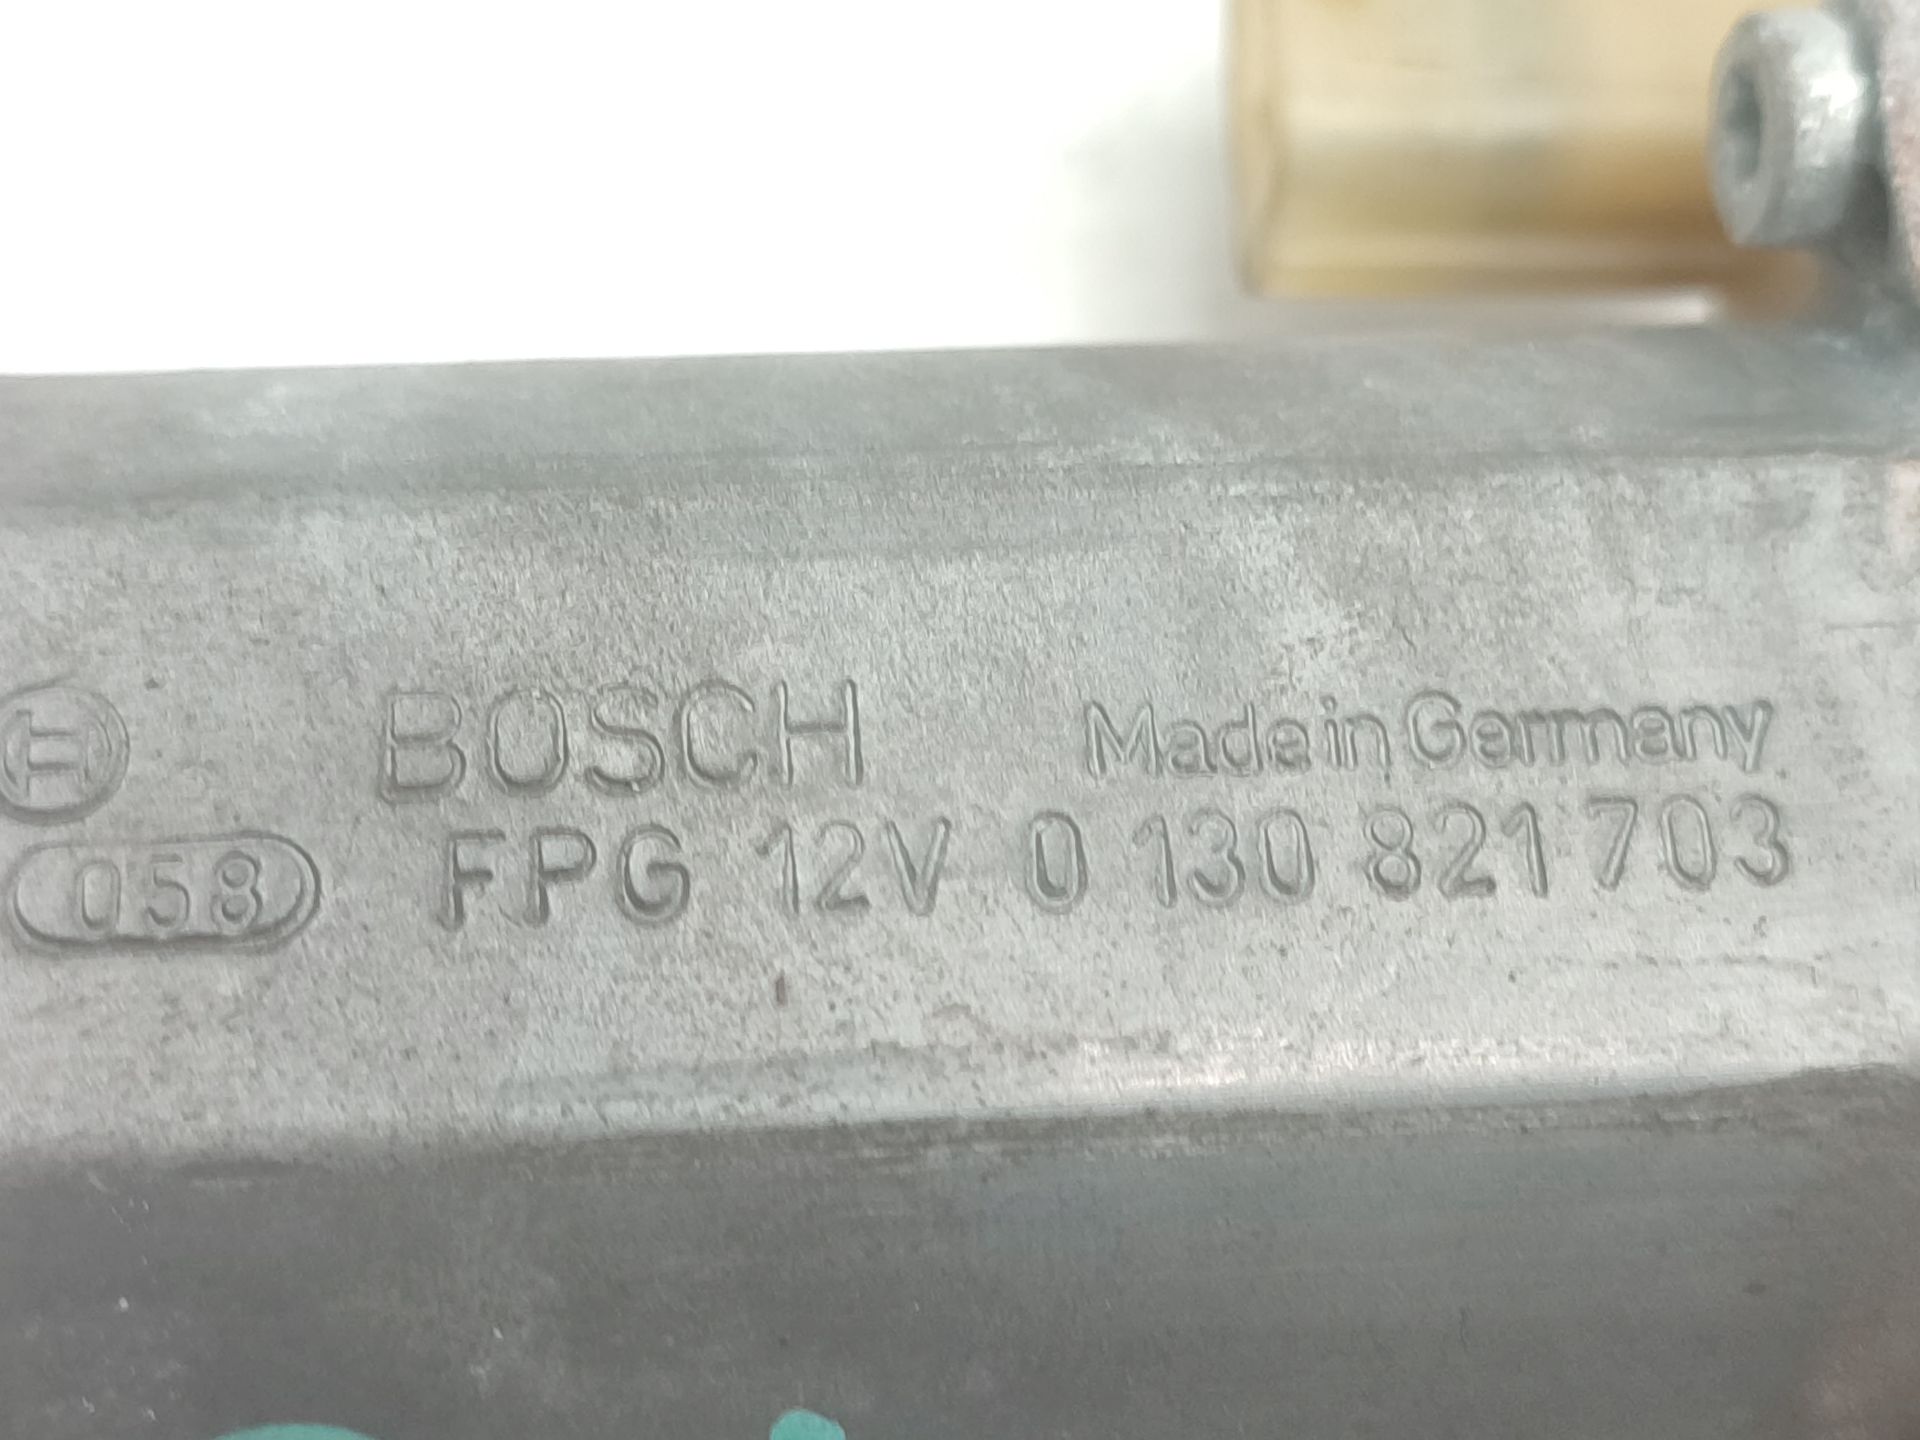 BOSCH Made in Germany
058 FPG 12V 0 130 821 703